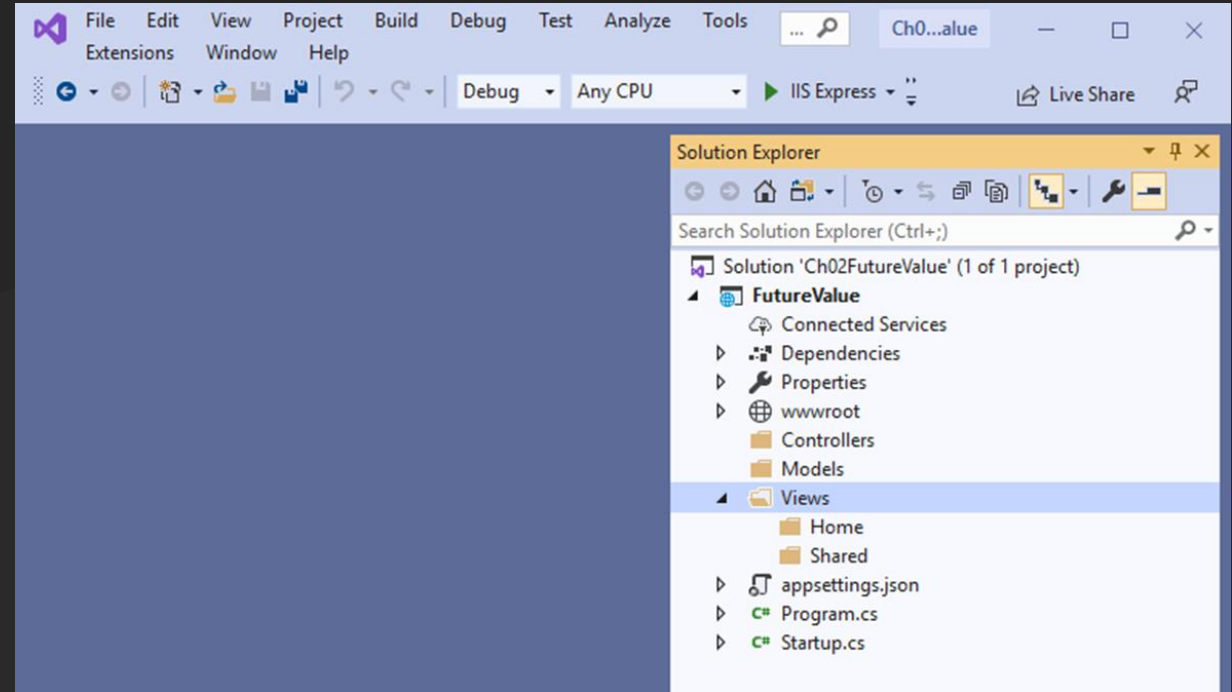 File Edit View Project Build Debug Test Analyze Tools ... Ch0...alue
Extensions Window Help
Debug Any CPU IIS Express Live Share
Solution Explorer
Search Solution Explorer (Ctrl+;)
Solution 'Ch02FutureValue' (1 of 1 project)
FutureValue
Connected Services
Dependencies
Properties
wwwroot
Controllers
Models
Views
Home
Shared
appsettings.json
C# Program.cs
C# Startup.cs